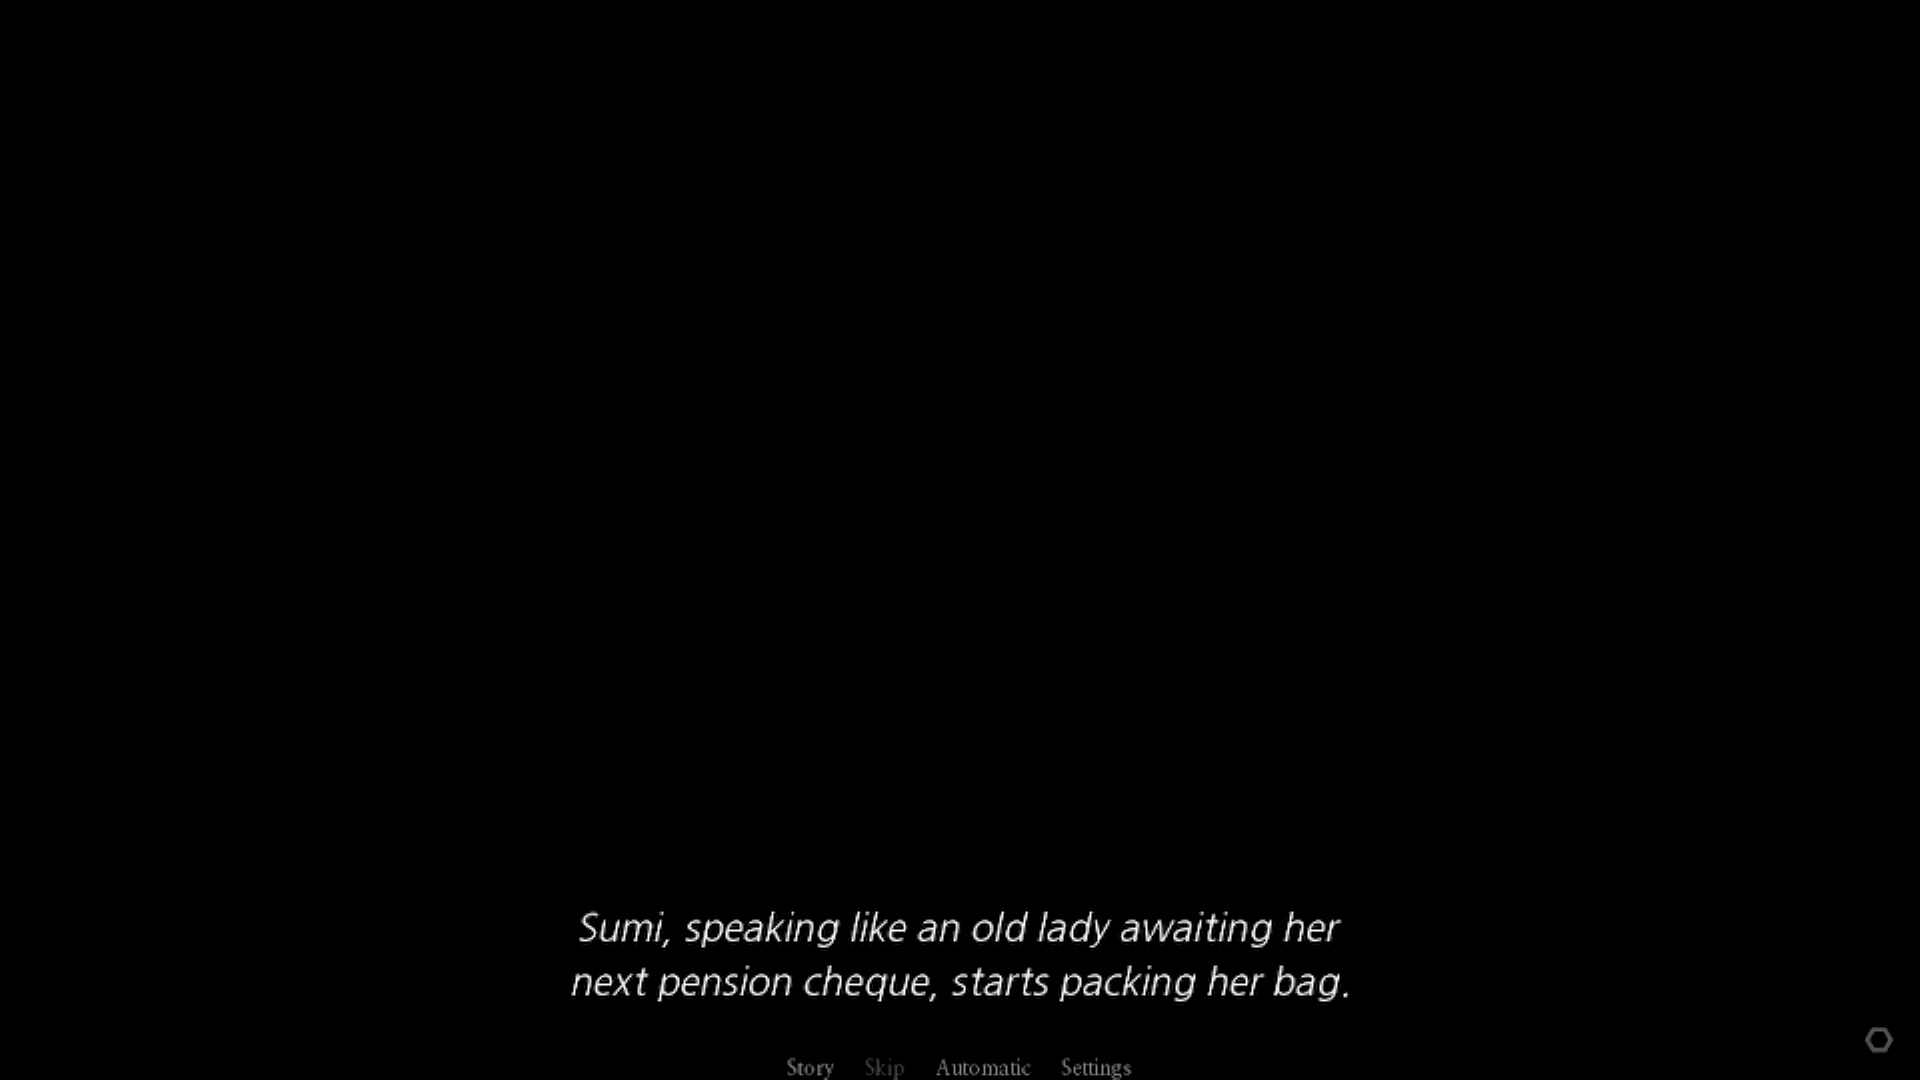 Sumi, speaking like an old lady awaiting her
next pension cheque, starts packing her bag.
Story Skip Automatic Settings